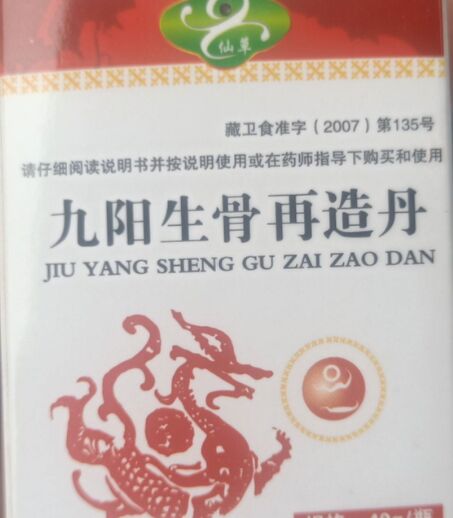 仙草
藏卫食准字(2007)第135号
请仔细阅读说明书并按说明使用或在药师指导下购买和使用
九阳生骨再造丹
JIU YANG SHENG GU ZAI ZAO DAN